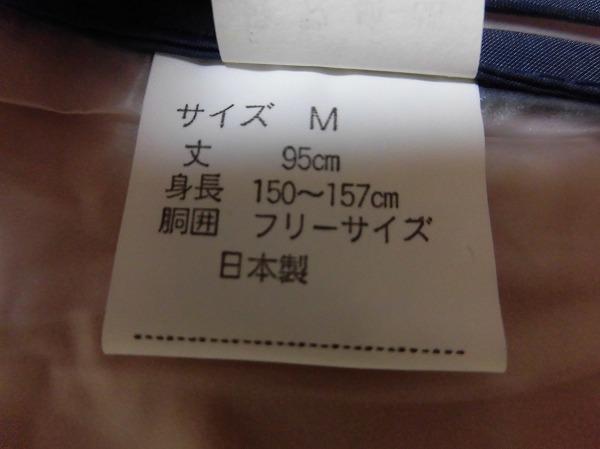 サイズ M
丈 95cm
身長 150～157cm
胴囲 フリーサイズ
日本製